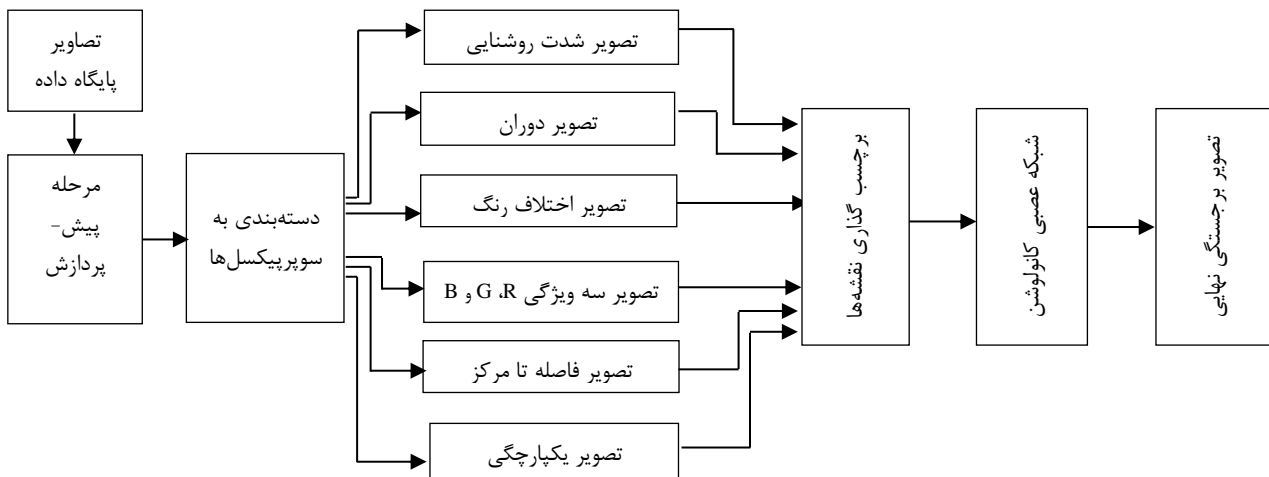 تصاویر
پایگاه داده
مرحله
پیش-
پردازش
دسته‌بندی به
سوپرپیکسل‌ها
تصویر شدت روشنایی
تصویر دوران
تصویر اختلاف رنگ
تصویر سه ویژگی G ،R و B
تصویر فاصله تا مرکز
تصویر یکپارچگی
برچسب گذاری نقشه‌ها
شبکه عصبی کانولوشن
تصویر برجستگی نهایی